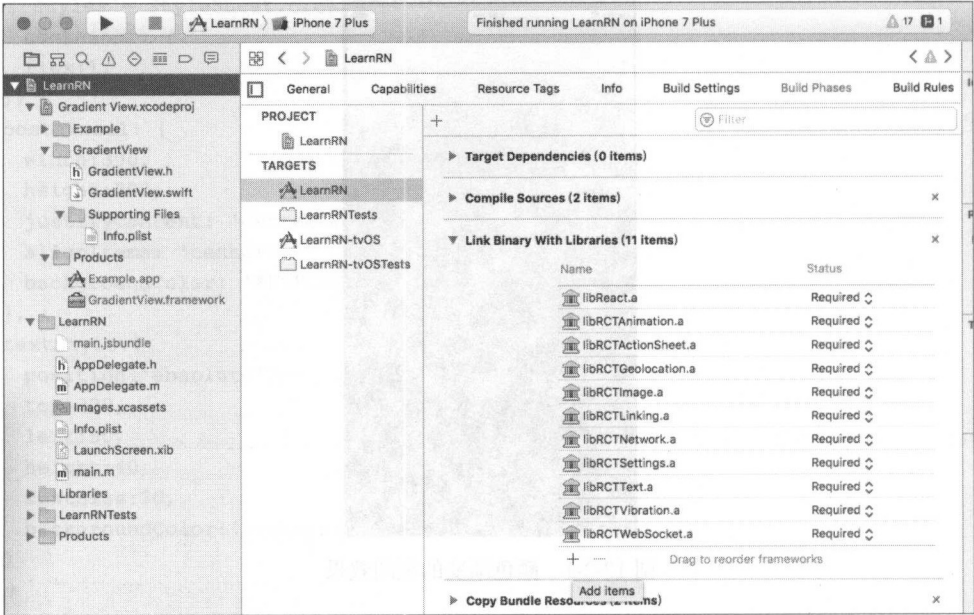 LearnRN
iPhone 7 Plus
Finished running LearnRN on iPhone 7 Plus
17
1
LearnRN
LearnRN
General
Capabilities
Resource Tags
Info
Build Settings
Build Phases
Build Rules
Gradient View.xcodeproj
Example
GradientView
GradientView.h
GradientView.swift
Supporting Files
Info.plist
Products
Example.app
GradientView.framework
LearnRN
main.jsbundle
AppDelegate.h
AppDelegate.m
Images.xcassets
Info.plist
LaunchScreen.xib
main.m
Libraries
LearnRNTests
Products
PROJECT
LearnRN
TARGETS
LearnRN
LearnRNTests
LearnRN-tvOS
LearnRN-tvOSTests
Filter
Target Dependencies (0 items)
Compile Sources (2 items)
Link Binary With Libraries (11 items)
Name Status
libReact.a Required
libRCTAnimation.a Required
libRCTActionSheet.a Required
libRCTGeolocation.a Required
libRCTImage.a Required
libRCTLinking.a Required
libRCTNetwork.a Required
libRCTSettings.a Required
libRCTText.a Required
libRCTVibration.a Required
libRCTWebSocket.a Required
Drag to reorder frameworks
Add items
Copy Bundle Resources (2 items)